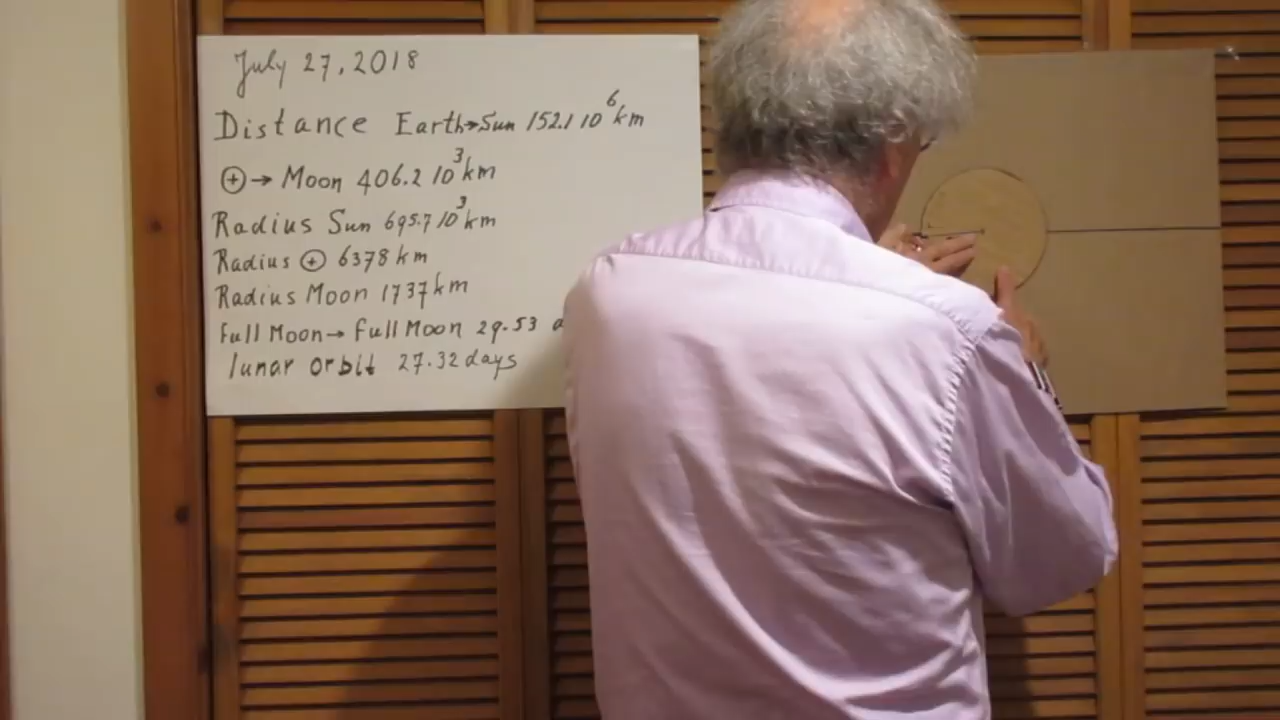 July 27, 2018
Distance Earth→Sun 152.1 10⁶ km
⊕ → Moon 406.2 10³ km
Radius Sun 695.7 10³ km
Radius ⊕ 6378 km
Radius Moon 1737 km
full Moon → full Moon 29.53
lunar orbit 27.32 days